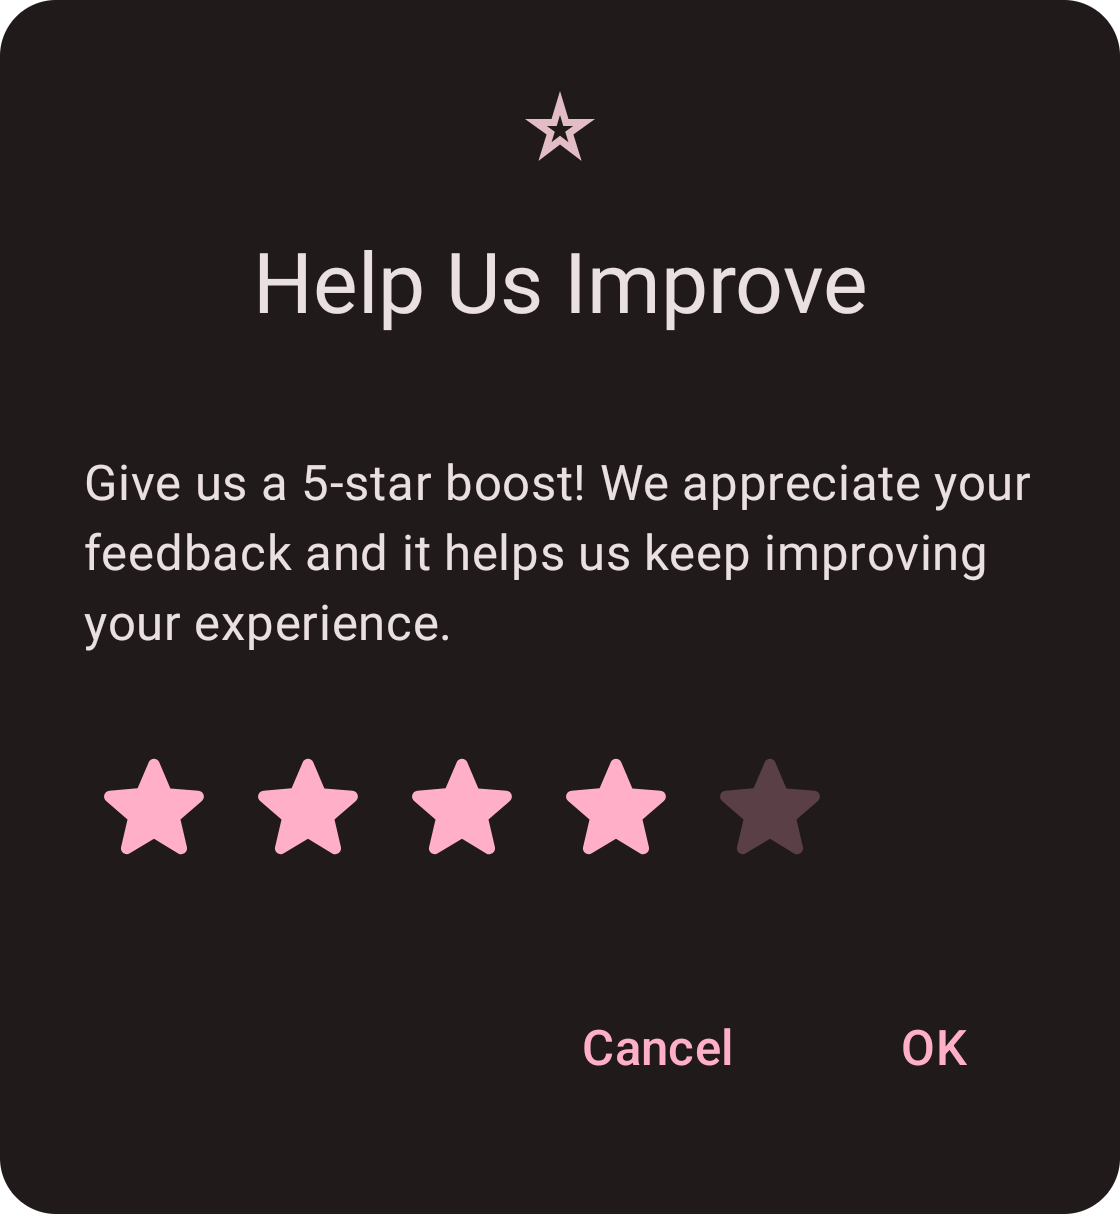 Help Us Improve
Give us a 5-star boost! We appreciate your
feedback and it helps us keep improving
your experience.
Cancel OK